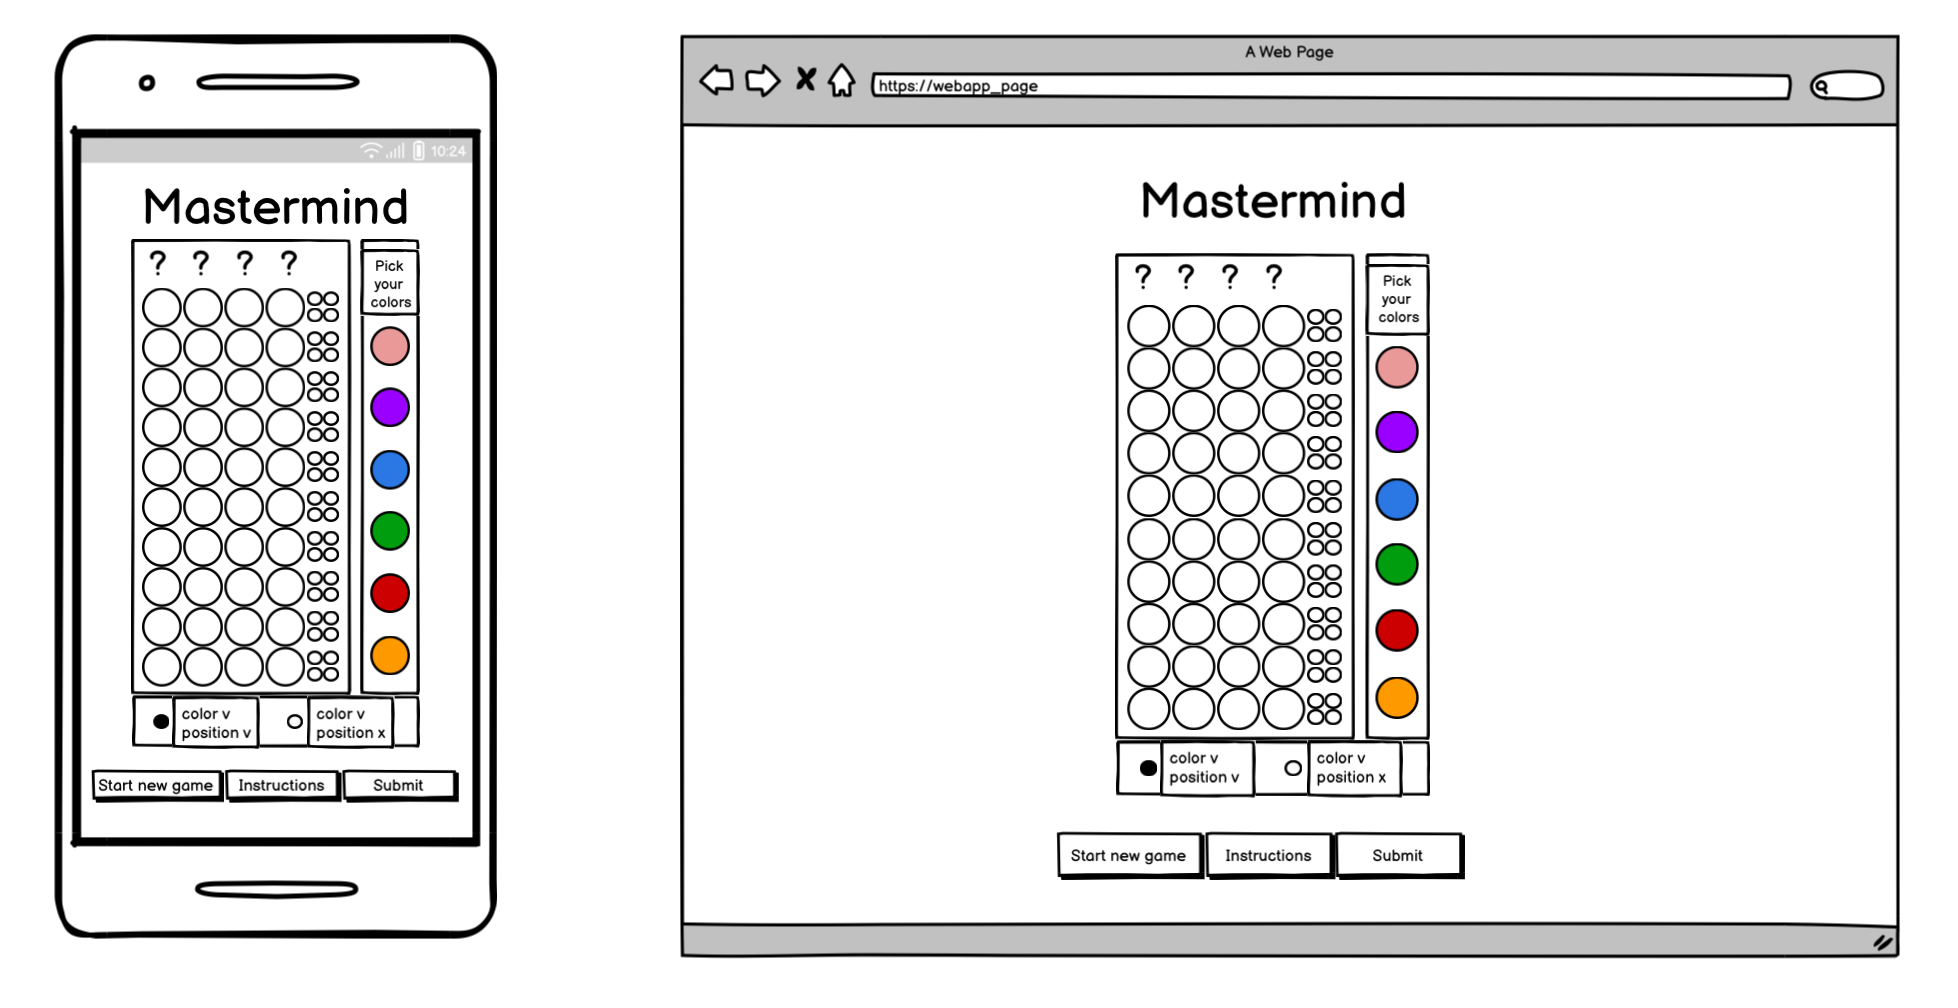 10:24
Mastermind
? ? ? ?
Pick
your
colors
color v
position v
color v
position x
Start new game
Instructions
Submit
A Web Page
https://webapp_page
Mastermind
? ? ? ?
Pick
your
colors
color v
position v
color v
position x
Start new game
Instructions
Submit